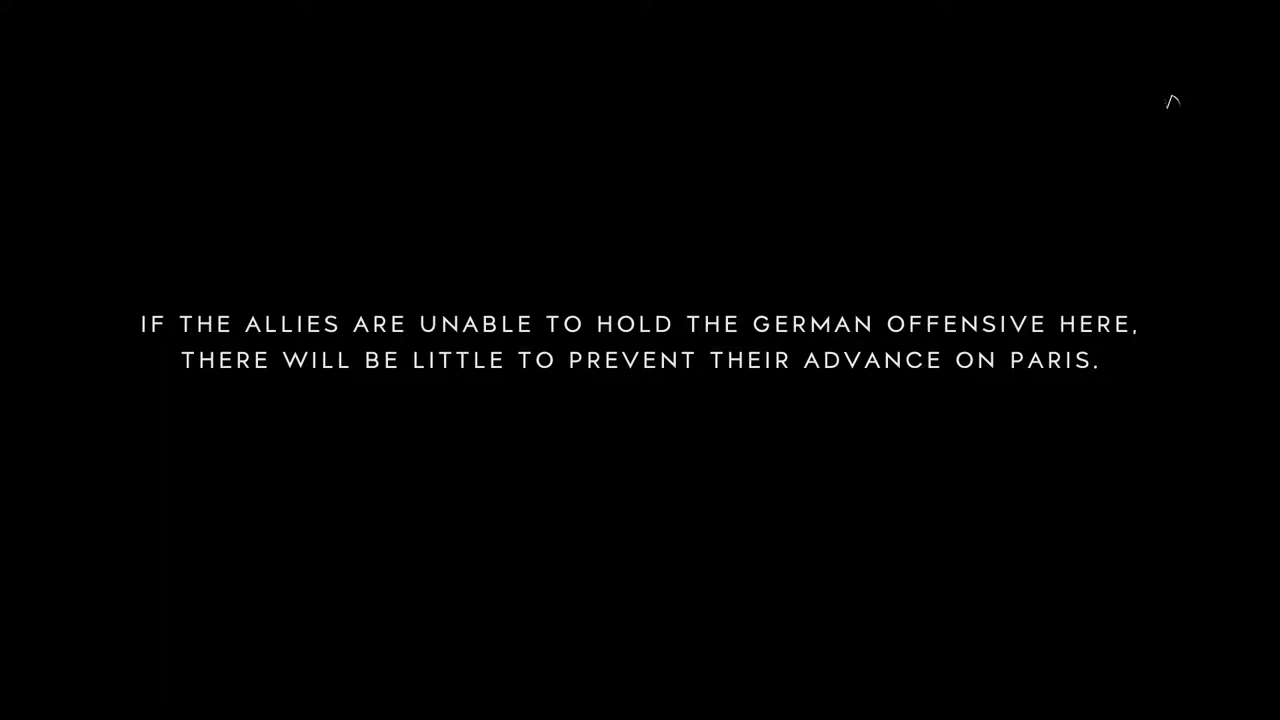 IF THE ALLIES ARE UNABLE TO HOLD THE GERMAN OFFENSIVE HERE,
THERE WILL BE LITTLE TO PREVENT THEIR ADVANCE ON PARIS.